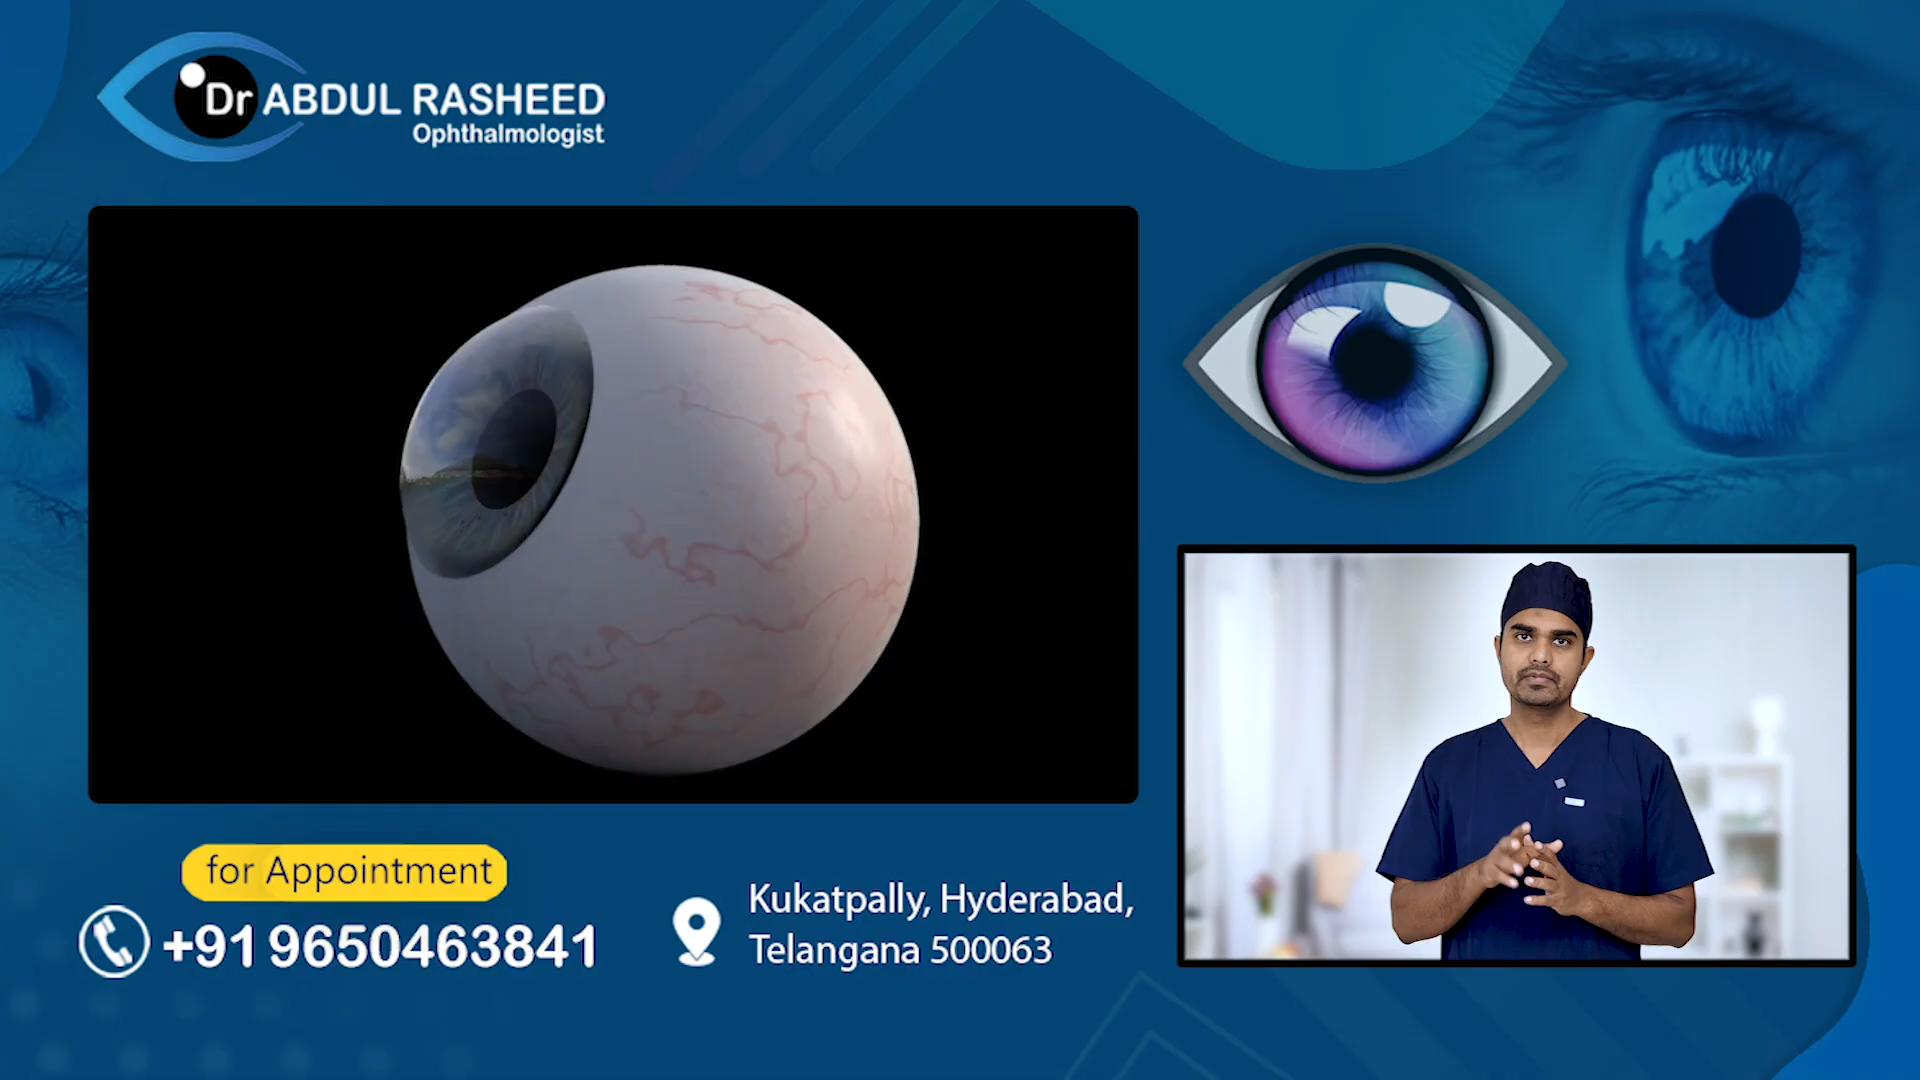 Dr ABDUL RASHEED
Ophthalmologist
for Appointment
+91 9650463841
Kukatpally, Hyderabad,
Telangana 500063